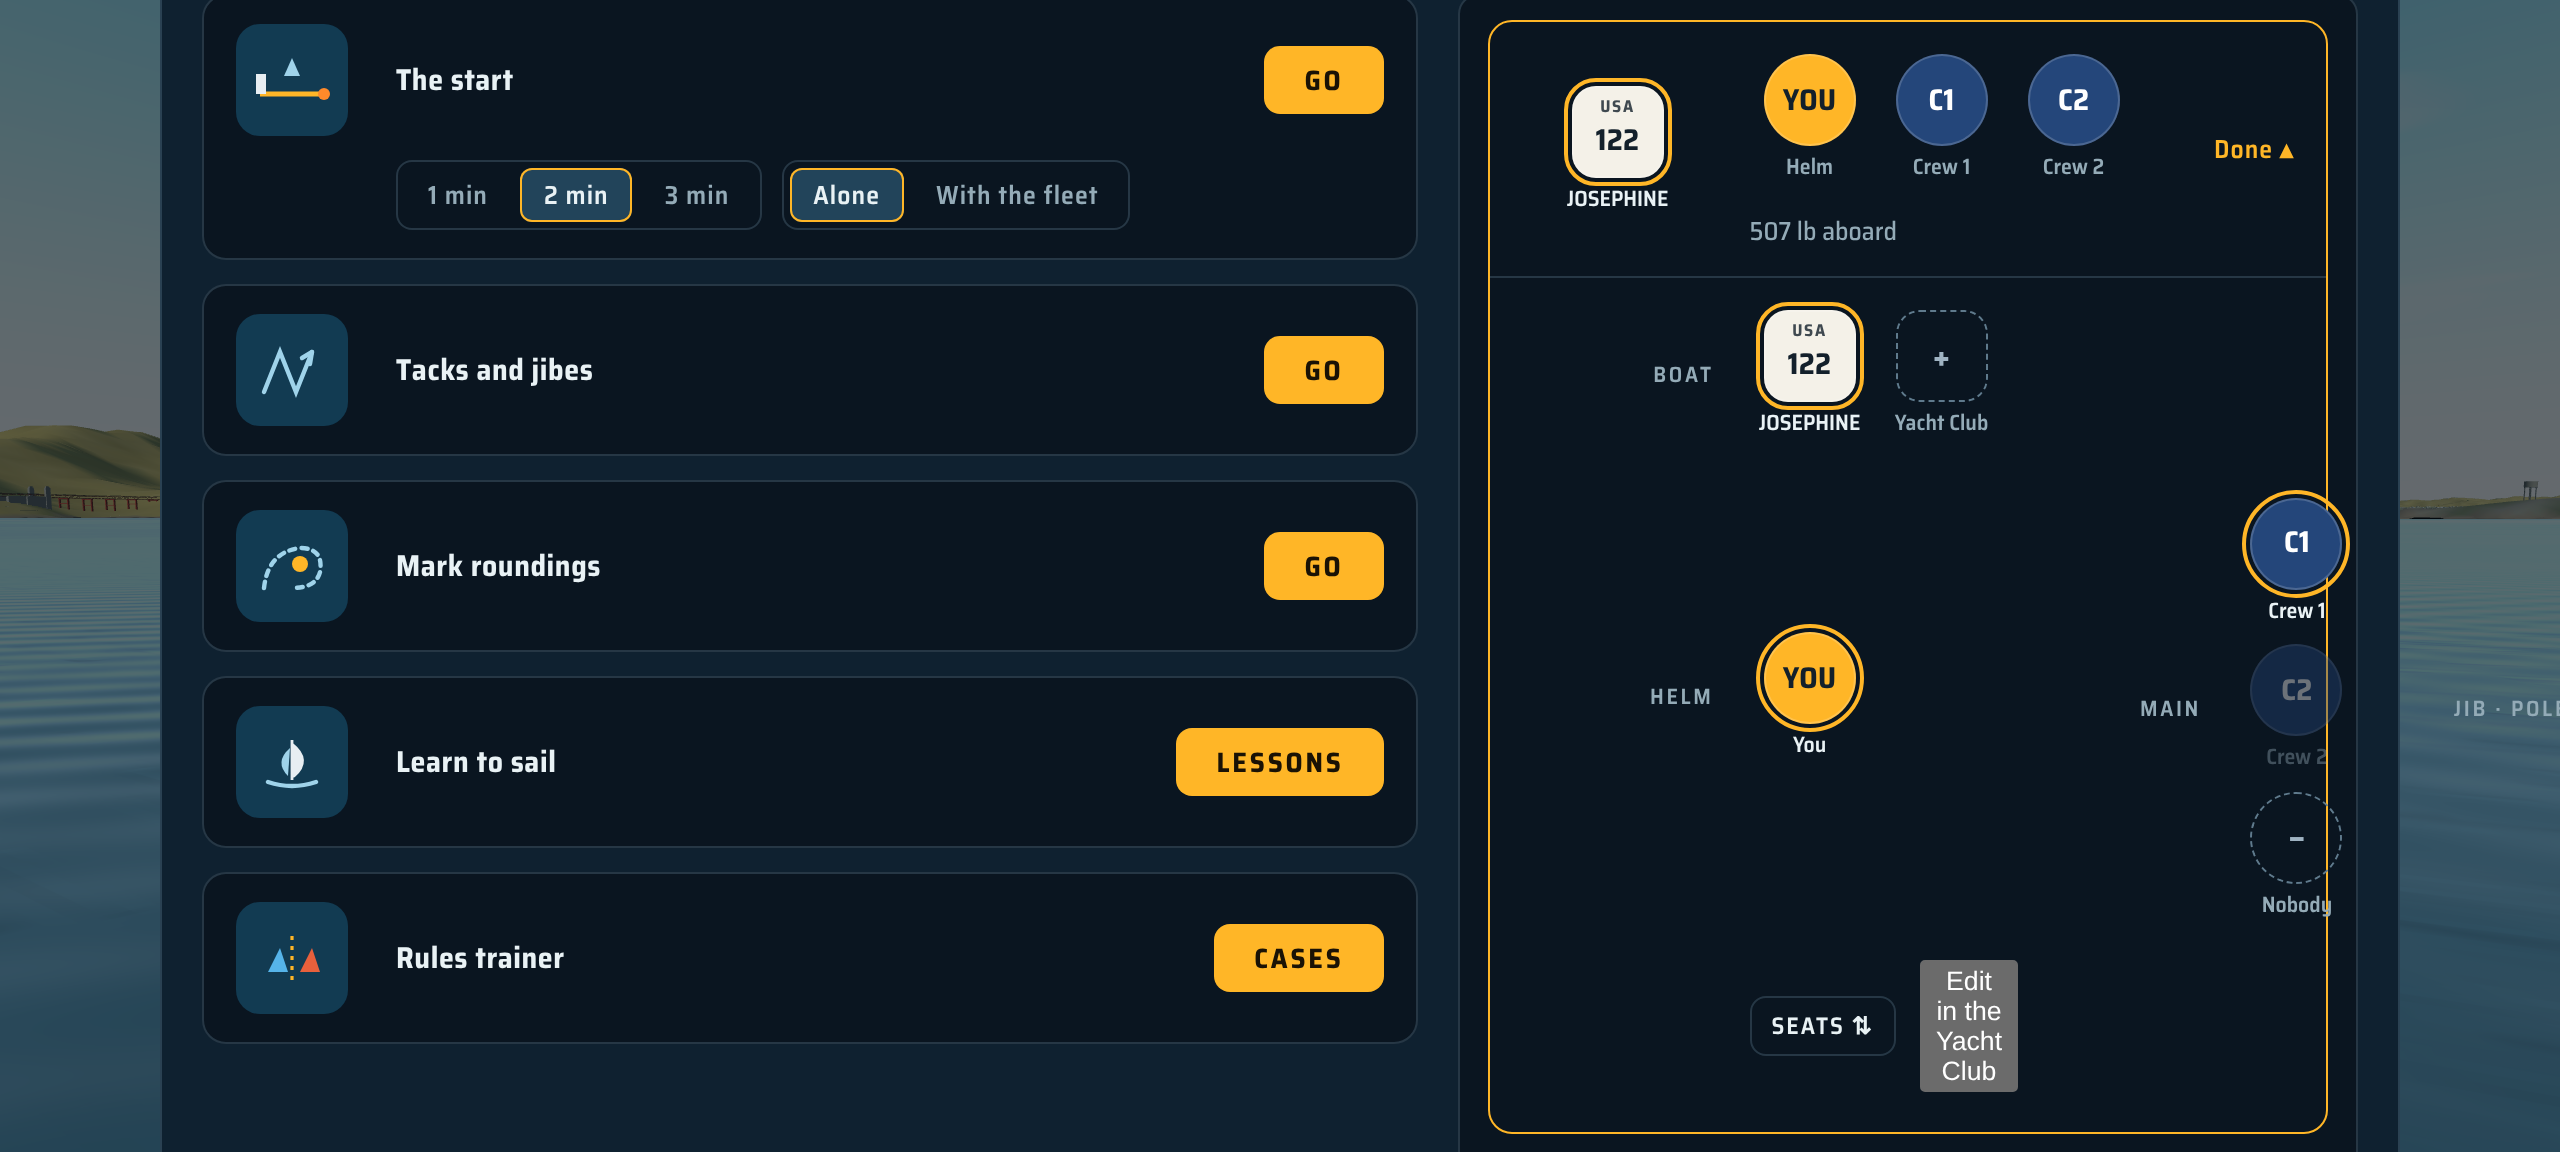 The start
GO
1 min
2 min
3 min
Alone
With the fleet
Tacks and jibes
GO
Mark roundings
GO
Learn to sail
LESSONS
Rules trainer
CASES
USA
122
JOSEPHINE
YOU
Helm
C1
Crew 1
C2
Crew 2
Done ▴
507 lb aboard
BOAT
USA
122
JOSEPHINE
+
Yacht Club
HELM
YOU
You
MAIN
C1
Crew 1
C2
Crew 2
–
Nobody
JIB · POLE
SEATS ⇅
Edit
in the
Yacht
Club